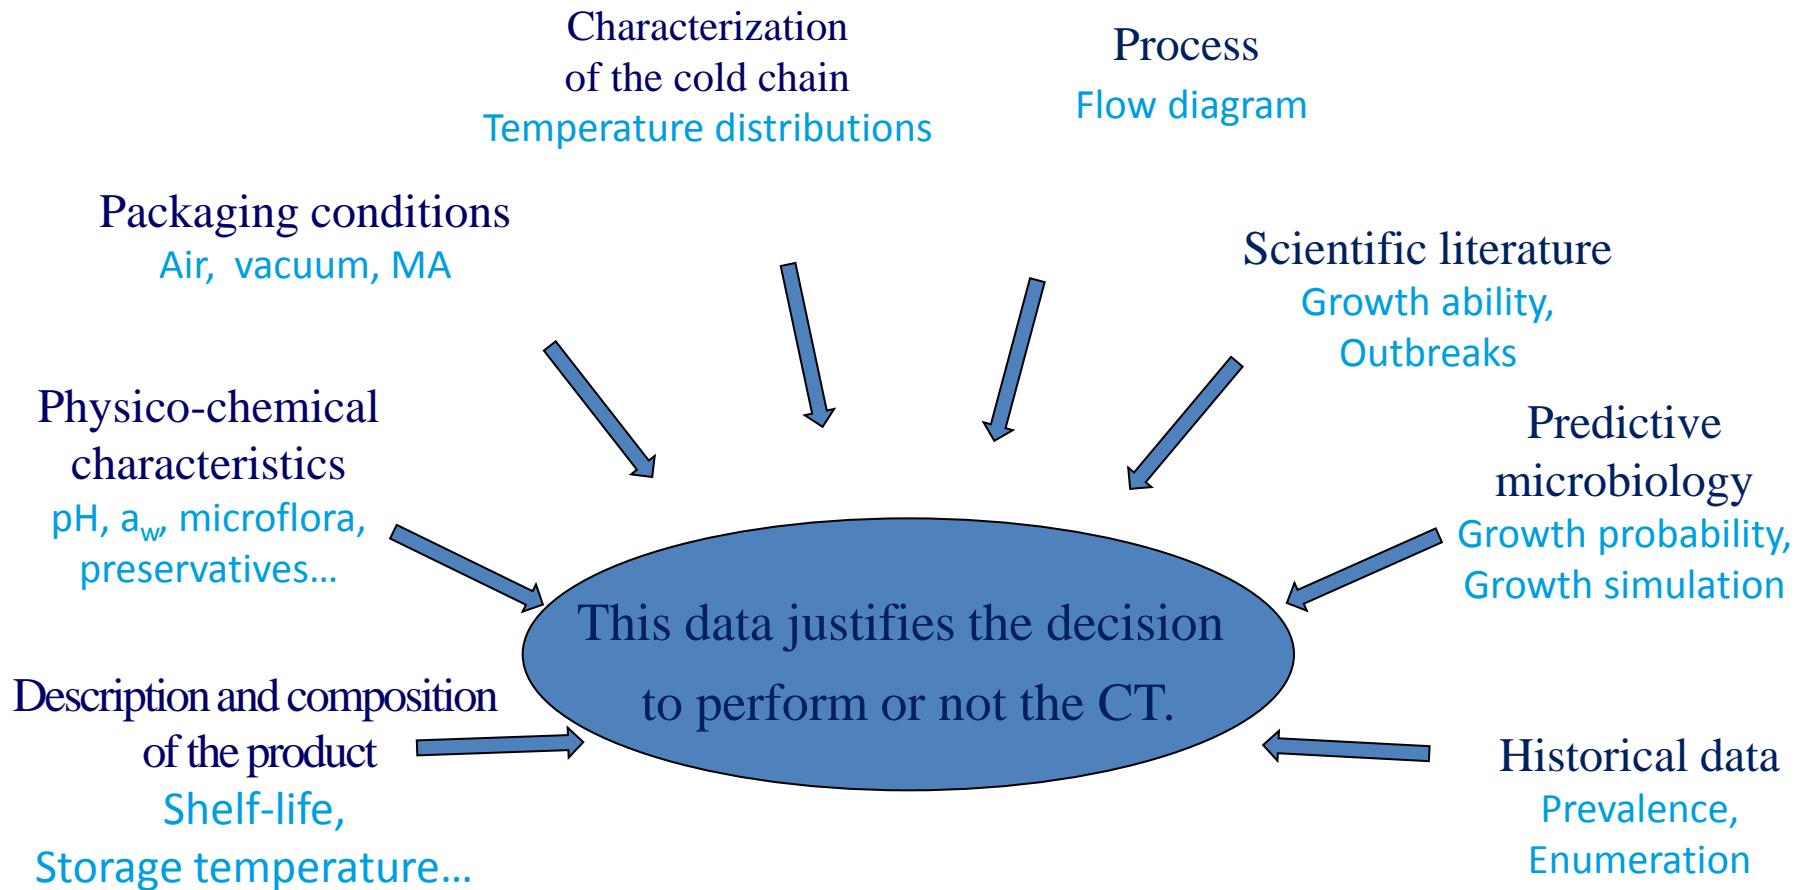 Characterization
of the cold chain
Temperature distributions
Process
Flow diagram
Packaging conditions
Air, vacuum, MA
Scientific literature
Growth ability,
Outbreaks
Physico-chemical
characteristics
pH, a_w, microflora,
preservatives…
Predictive
microbiology
Growth probability,
Growth simulation
This data justifies the decision
to perform or not the CT.
Description and composition
of the product
Shelf-life,
Storage temperature…
Historical data
Prevalence,
Enumeration